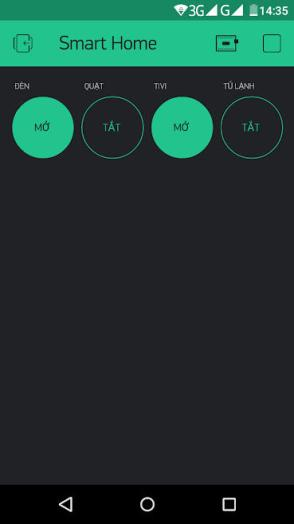 3G G 14:35
Smart Home
ĐÈN QUẠT TIVI TỦ LẠNH
MỞ TẮT MỞ TẮT